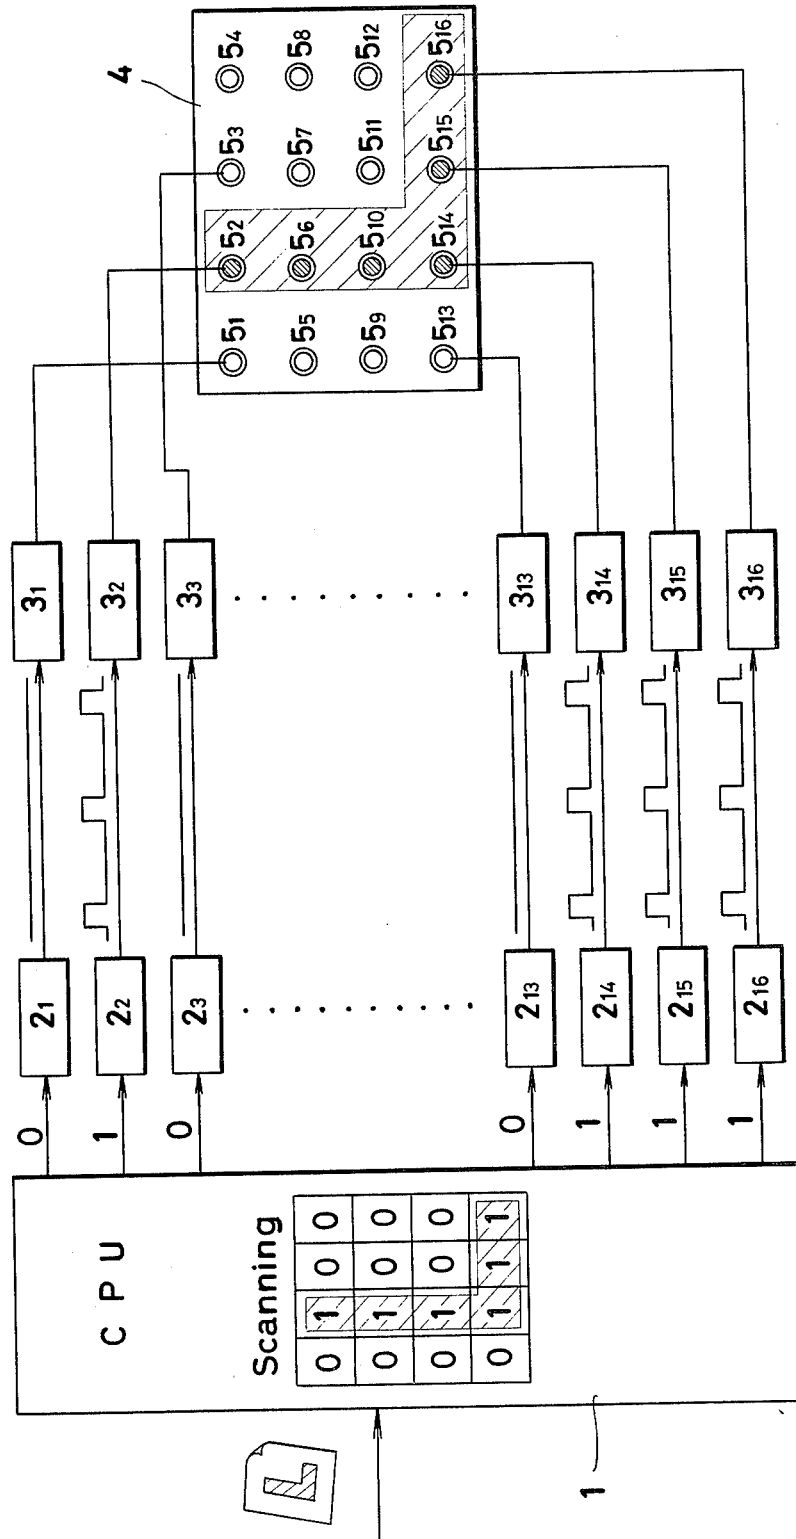 L
1
CPU
Scanning
0 1 0 0
0 1 0 0
0 1 0 0
0 1 1 1
0
1
0
0
1
1
1
2₁
2₂
2₃
2₁₃
2₁₄
2₁₅
2₁₆
3₁
3₂
3₃
3₁₃
3₁₄
3₁₅
3₁₆
4
5₁ 5₂ 5₃ 5₄
5₅ 5₆ 5₇ 5₈
5₉ 5₁₀ 5₁₁ 5₁₂
5₁₃ 5₁₄ 5₁₅ 5₁₆